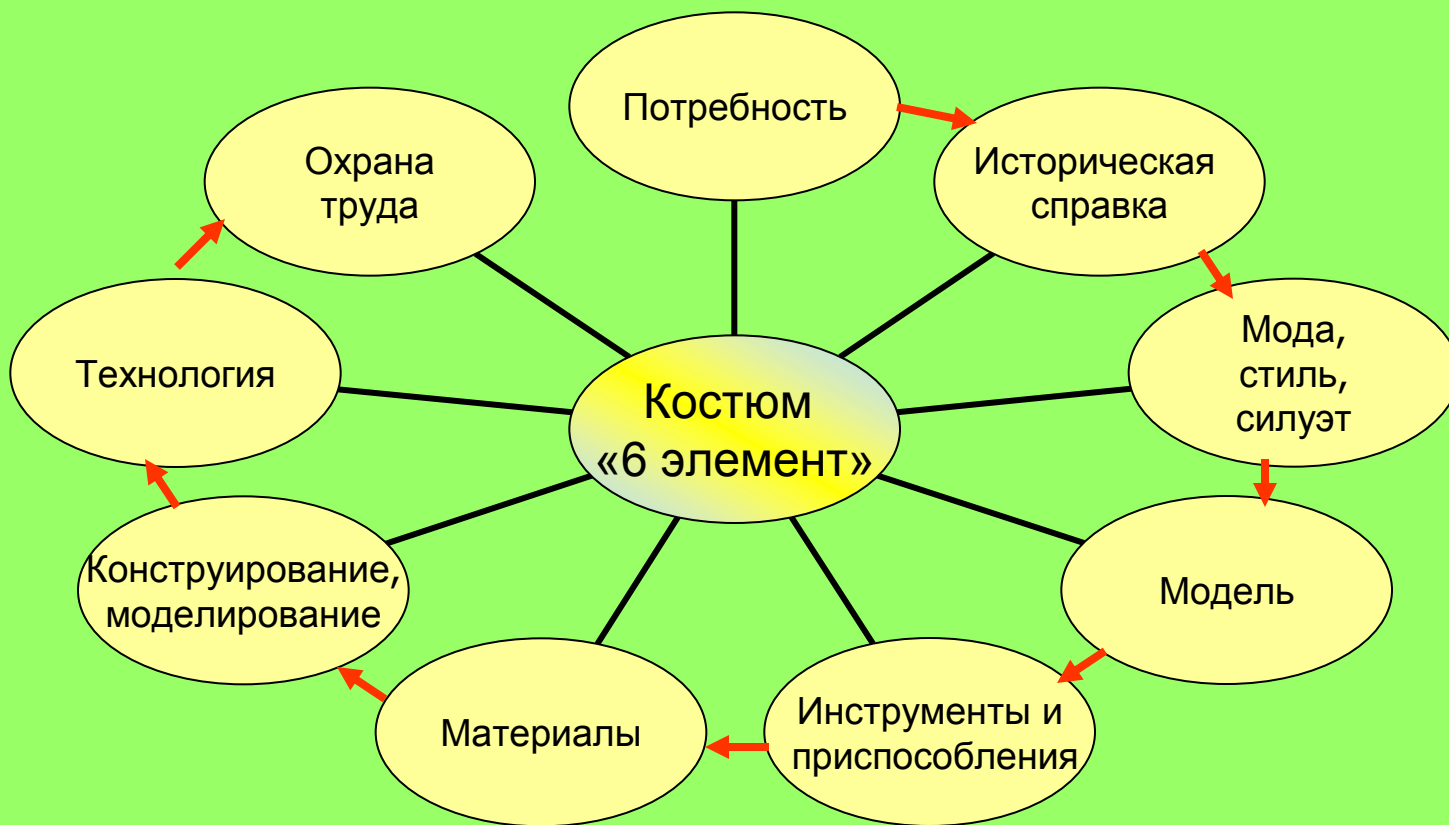 Потребность
Историческая
справка
Мода,
стиль,
силуэт
Модель
Инструменты и
приспособления
Материалы
Конструирование,
моделирование
Технология
Охрана
труда
Костюм
«6 элемент»